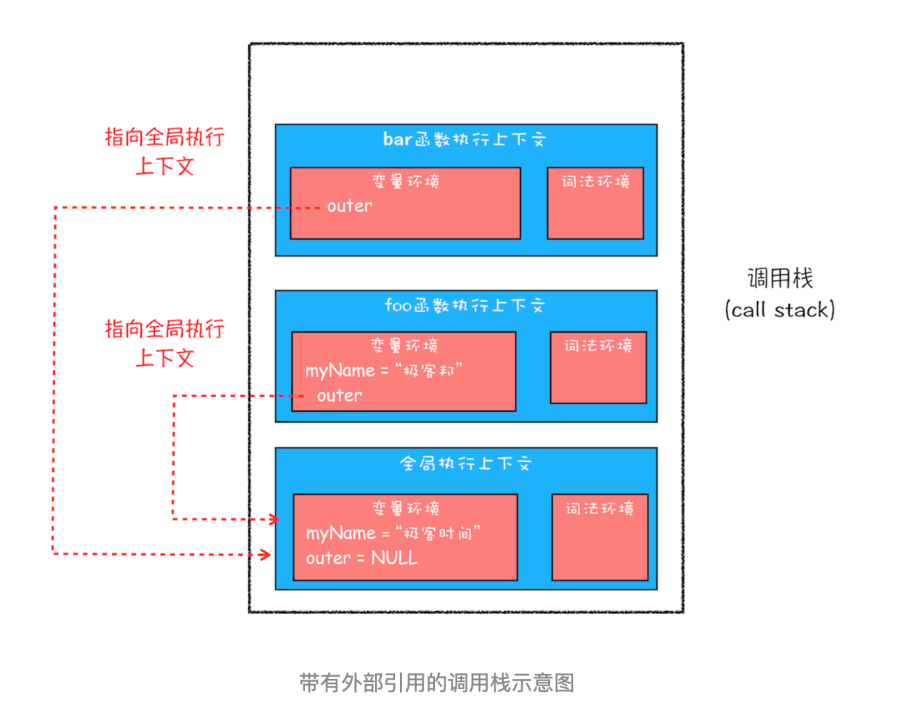 指向全局执行
上下文
bar函数执行上下文
变量环境
outer
词法环境
调用栈
(call stack)
指向全局执行
上下文
foo函数执行上下文
变量环境
myName = “极客邦”
outer
词法环境
全局执行上下文
变量环境
myName = “极客时间”
outer = NULL
词法环境
带有外部引用的调用栈示意图